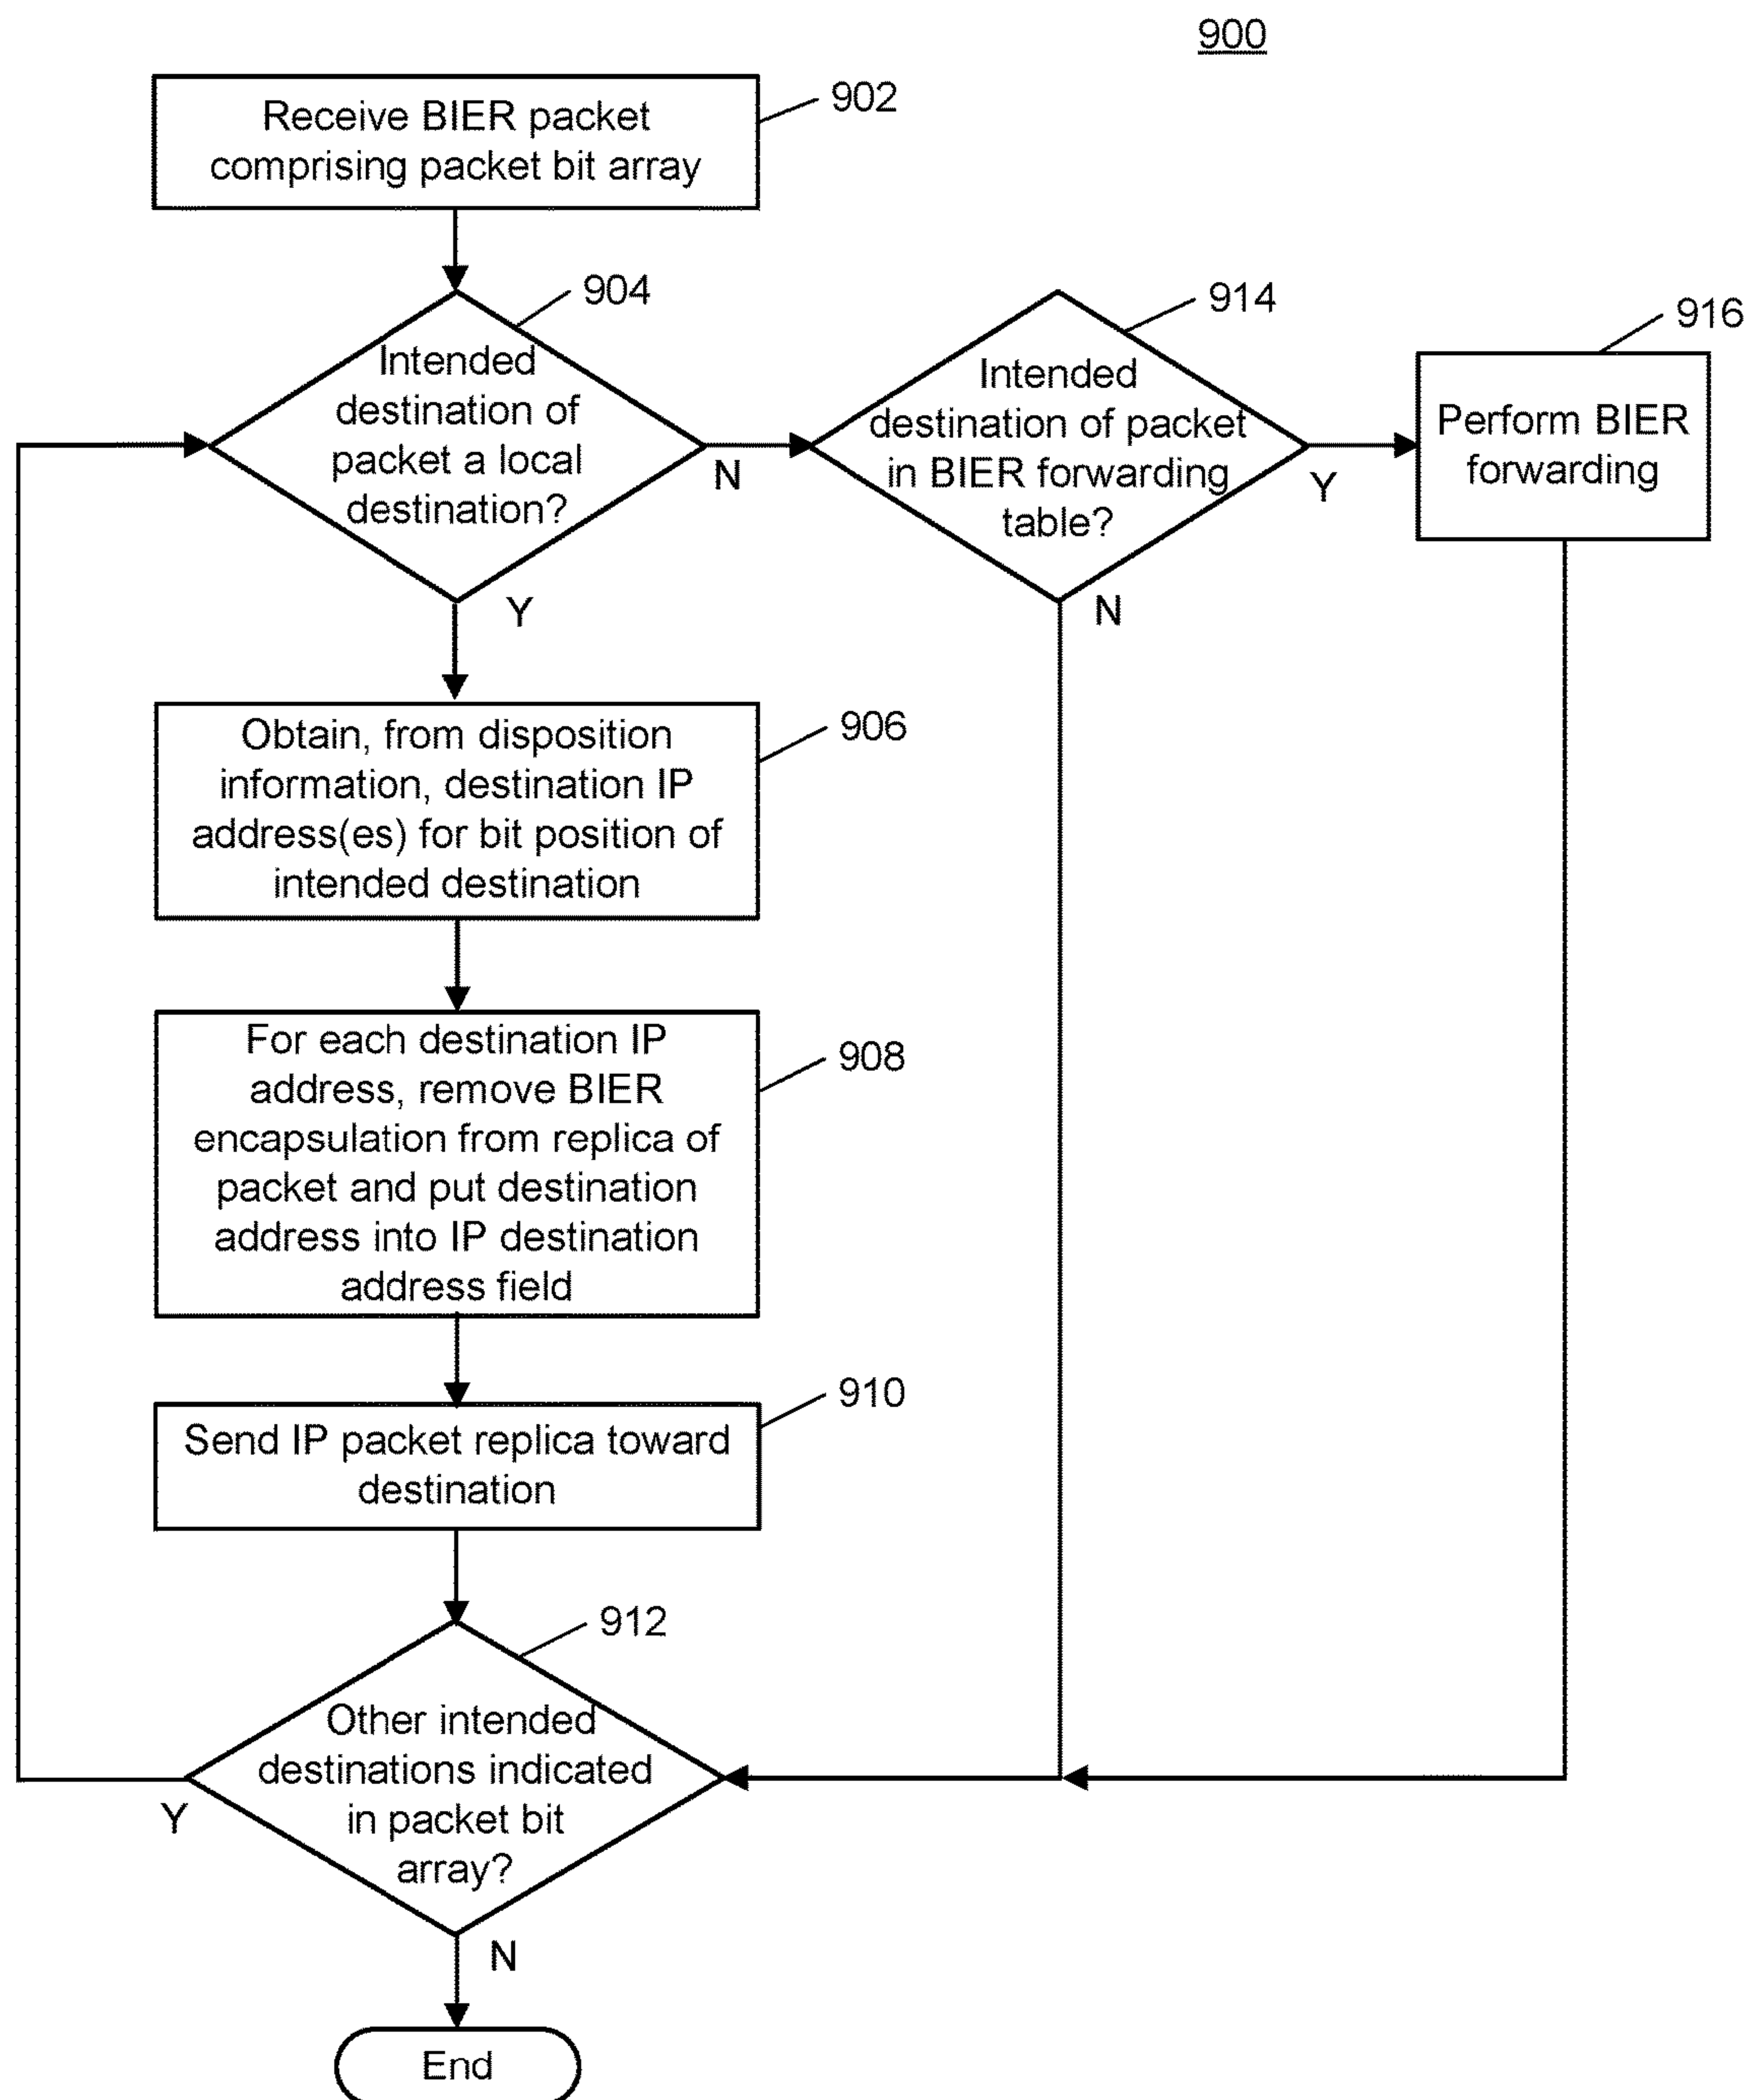 900
Receive BIER packet
comprising packet bit array
902
904
Intended
destination of
packet a local
destination?
N
Y
914
Intended
destination of packet
in BIER forwarding
table?
Y
N
916
Perform BIER
forwarding
906
Obtain, from disposition
information, destination IP
address(es) for bit position of
intended destination
908
For each destination IP
address, remove BIER
encapsulation from replica of
packet and put destination
address into IP destination
address field
910
Send IP packet replica toward
destination
912
Other intended
destinations indicated
in packet bit
array?
Y
N
End